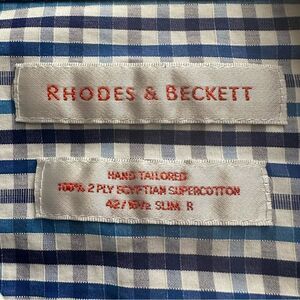 RHODES & BECKETT
HAND TAILORED
100% 2 PLY EGYPTIAN SUPERCOTTON
42/16½ SLIM R